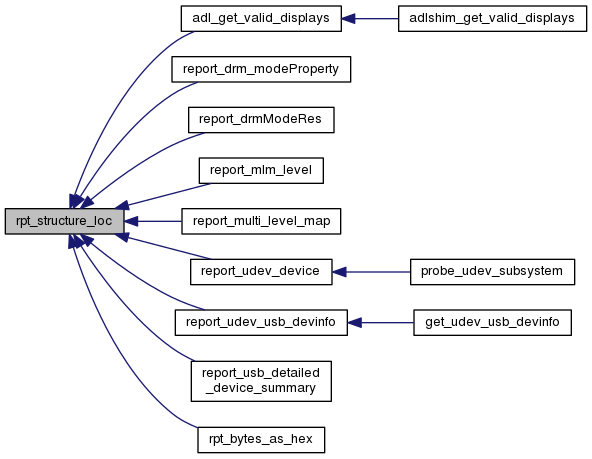 adl_get_valid_displays
adlshim_get_valid_displays
report_drm_modeProperty
report_drmModeRes
report_mlm_level
rpt_structure_loc
report_multi_level_map
report_udev_device
probe_udev_subsystem
report_udev_usb_devinfo
get_udev_usb_devinfo
report_usb_detailed
_device_summary
rpt_bytes_as_hex